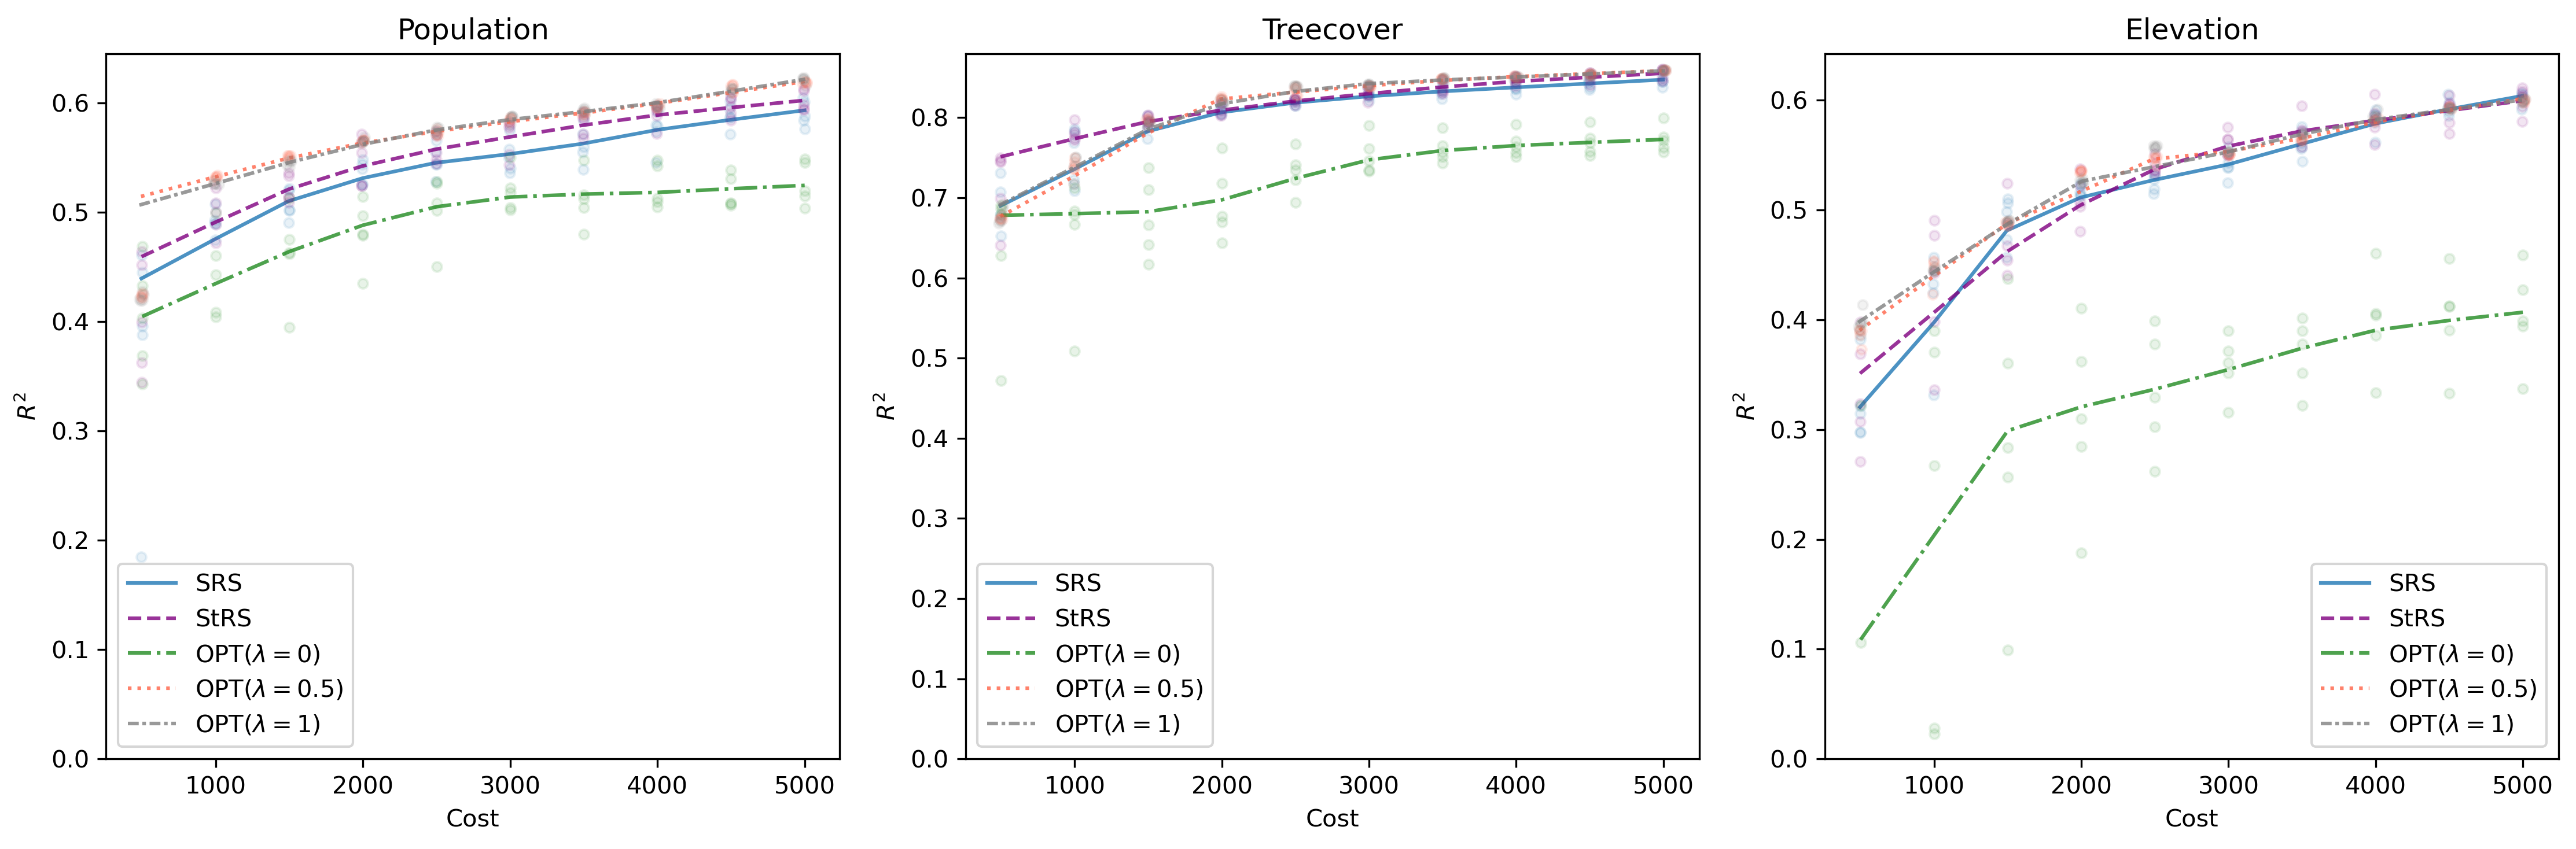 Population
R²
0.6
0.5
0.4
0.3
0.2
0.1
0.0
SRS
StRS
OPT(λ = 0)
OPT(λ = 0.5)
OPT(λ = 1)
1000 2000 3000 4000 5000
Cost
Treecover
R²
0.8
0.7
0.6
0.5
0.4
0.3
0.2
0.1
0.0
SRS
StRS
OPT(λ = 0)
OPT(λ = 0.5)
OPT(λ = 1)
1000 2000 3000 4000 5000
Cost
Elevation
R²
0.6
0.5
0.4
0.3
0.2
0.1
0.0
SRS
StRS
OPT(λ = 0)
OPT(λ = 0.5)
OPT(λ = 1)
1000 2000 3000 4000 5000
Cost